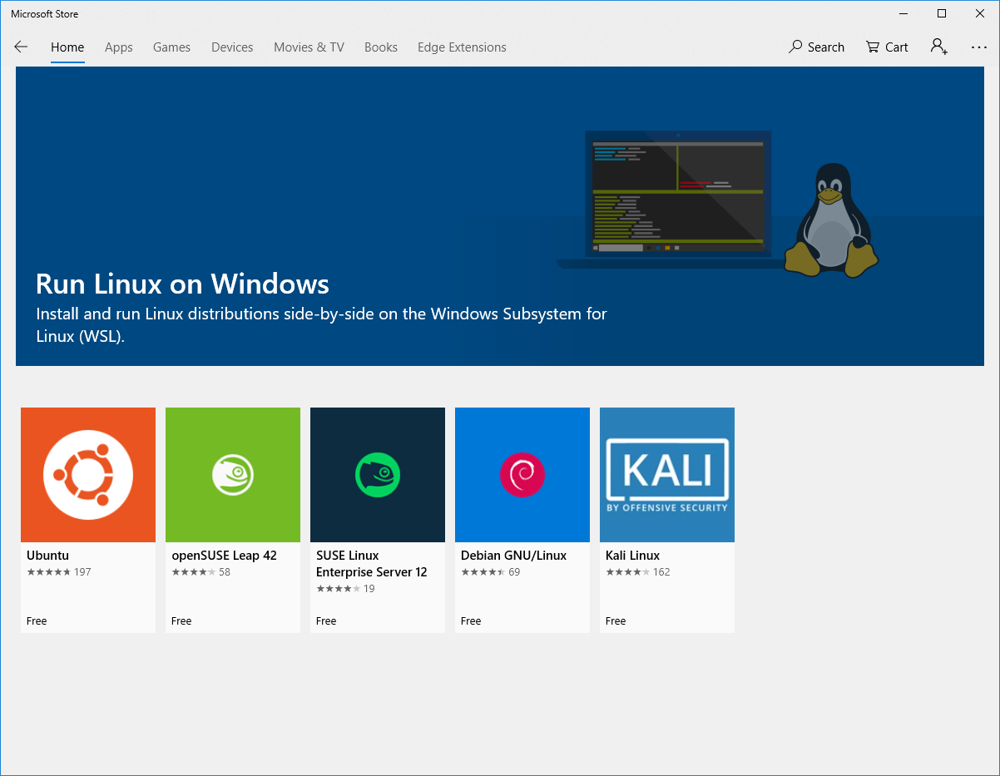 Microsoft Store
Home Apps Games Devices Movies & TV Books Edge Extensions Search Cart
Run Linux on Windows
Install and run Linux distributions side-by-side on the Windows Subsystem for
Linux (WSL).
KALI
BY OFFENSIVE SECURITY
Ubuntu
197
Free
openSUSE Leap 42
58
Free
SUSE Linux
Enterprise Server 12
19
Free
Debian GNU/Linux
69
Free
Kali Linux
162
Free